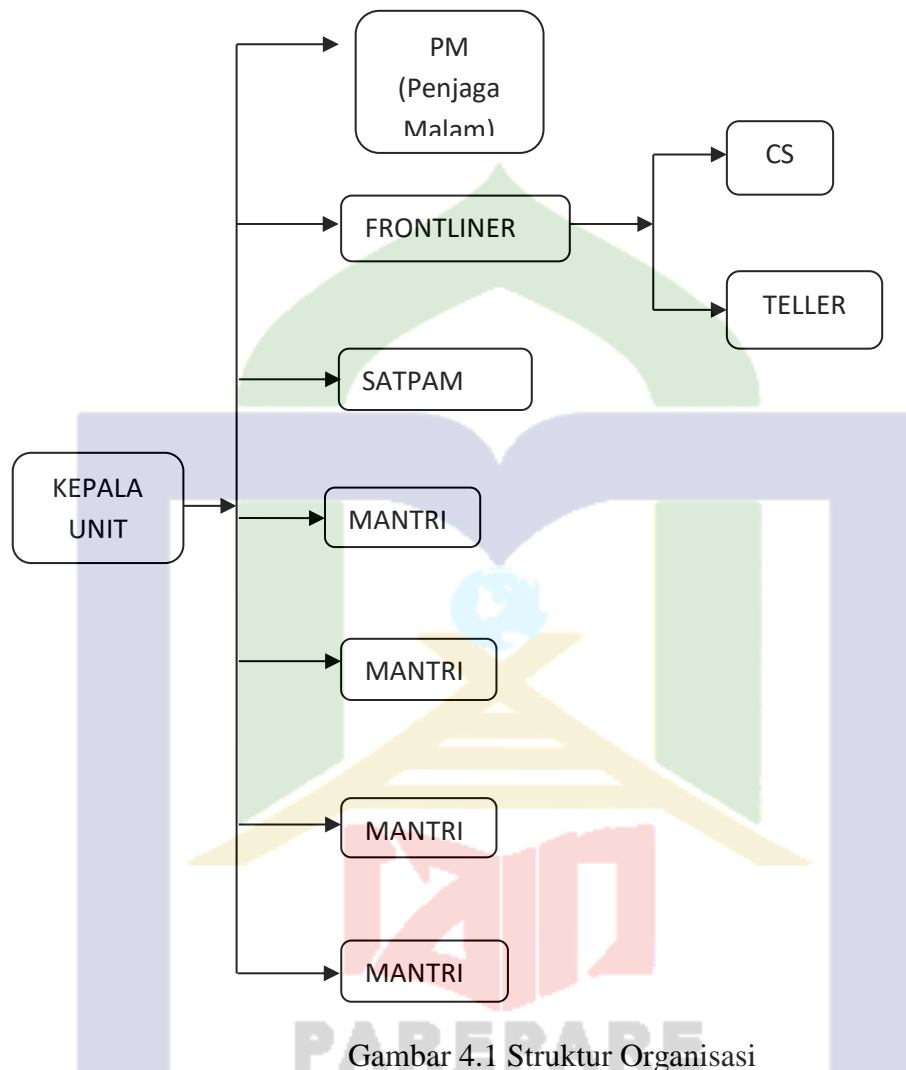 PM
(Penjaga
Malam)
CS
FRONTLINER
TELLER
SATPAM
KEPALA
UNIT
MANTRI
MANTRI
MANTRI
MANTRI
PAREPARE
Gambar 4.1 Struktur Organisasi